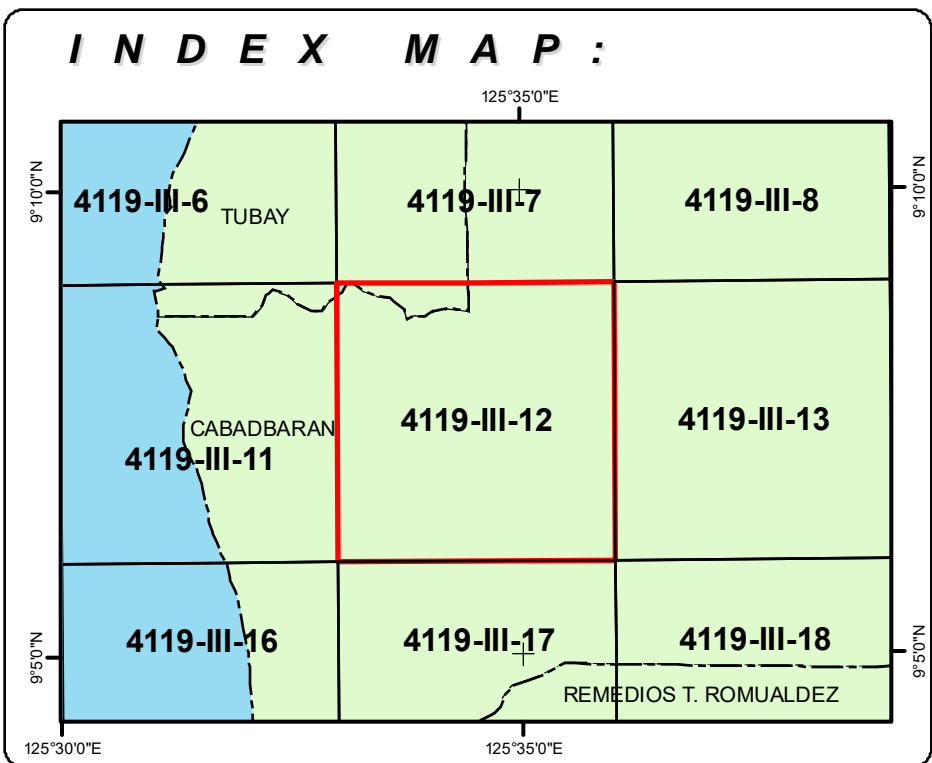 INDEX MAP:
125°35'0"E
9°10'0"N
4119-III-6
TUBAY
4119-III-7
4119-III-8
9°10'0"N
CABADBARAN
4119-III-11
4119-III-12
4119-III-13
9°5'0"N
4119-III-16
4119-III-17
4119-III-18
9°5'0"N
REMEDIOS T. ROMUALDEZ
125°30'0"E
125°35'0"E